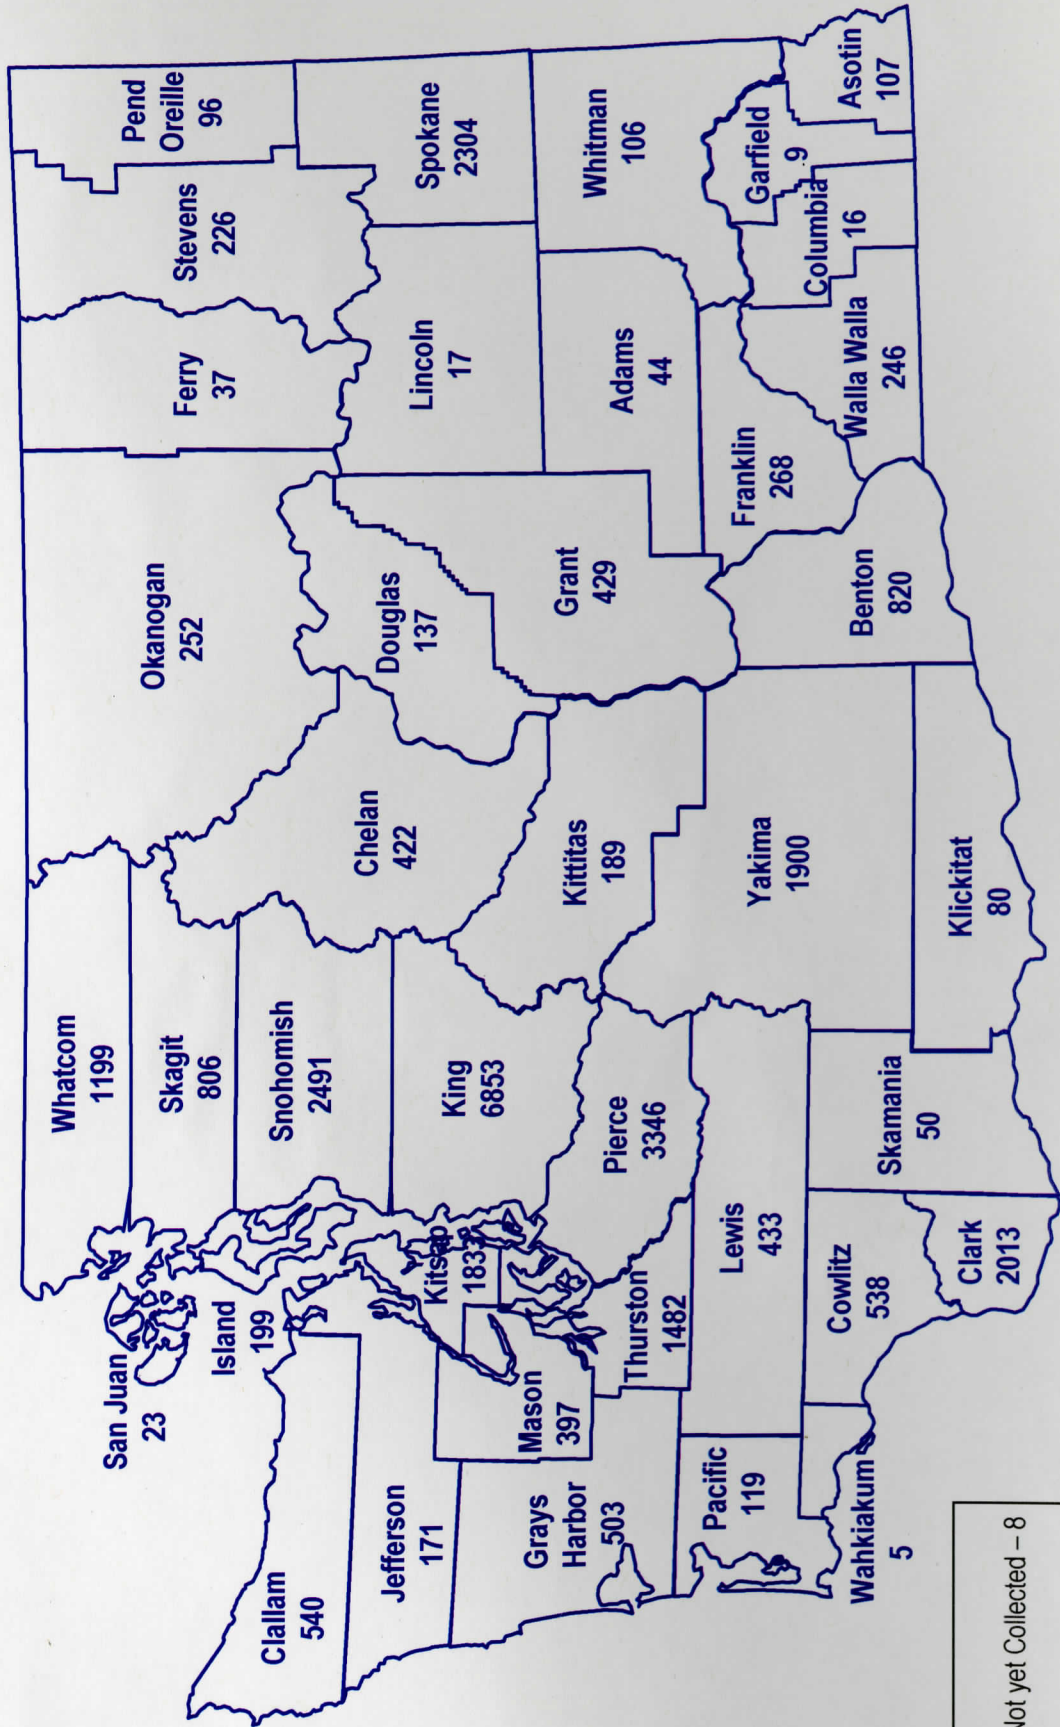 Whatcom
1199
Okanogan
252
Ferry
37
Stevens
226
Pend
Oreille
96
San Juan
23
Skagit
806
Island
199
Snohomish
2491
Chelan
422
Douglas
137
Lincoln
17
Spokane
2304
Clallam
540
Jefferson
171
Kitsap
1833
King
6853
Grant
429
Adams
44
Whitman
106
Grays
Harbor
503
Mason
397
Thurston
1482
Pierce
3346
Kittitas
189
Pacific
119
Lewis
433
Yakima
1900
Franklin
268
Benton
820
Walla Walla
246
Columbia
16
Garfield
.9
Asotin
107
Wahkiakum
5
Cowlitz
538
Clark
2013
Skamania
50
Klickitat
80
Not yet Collected – 8